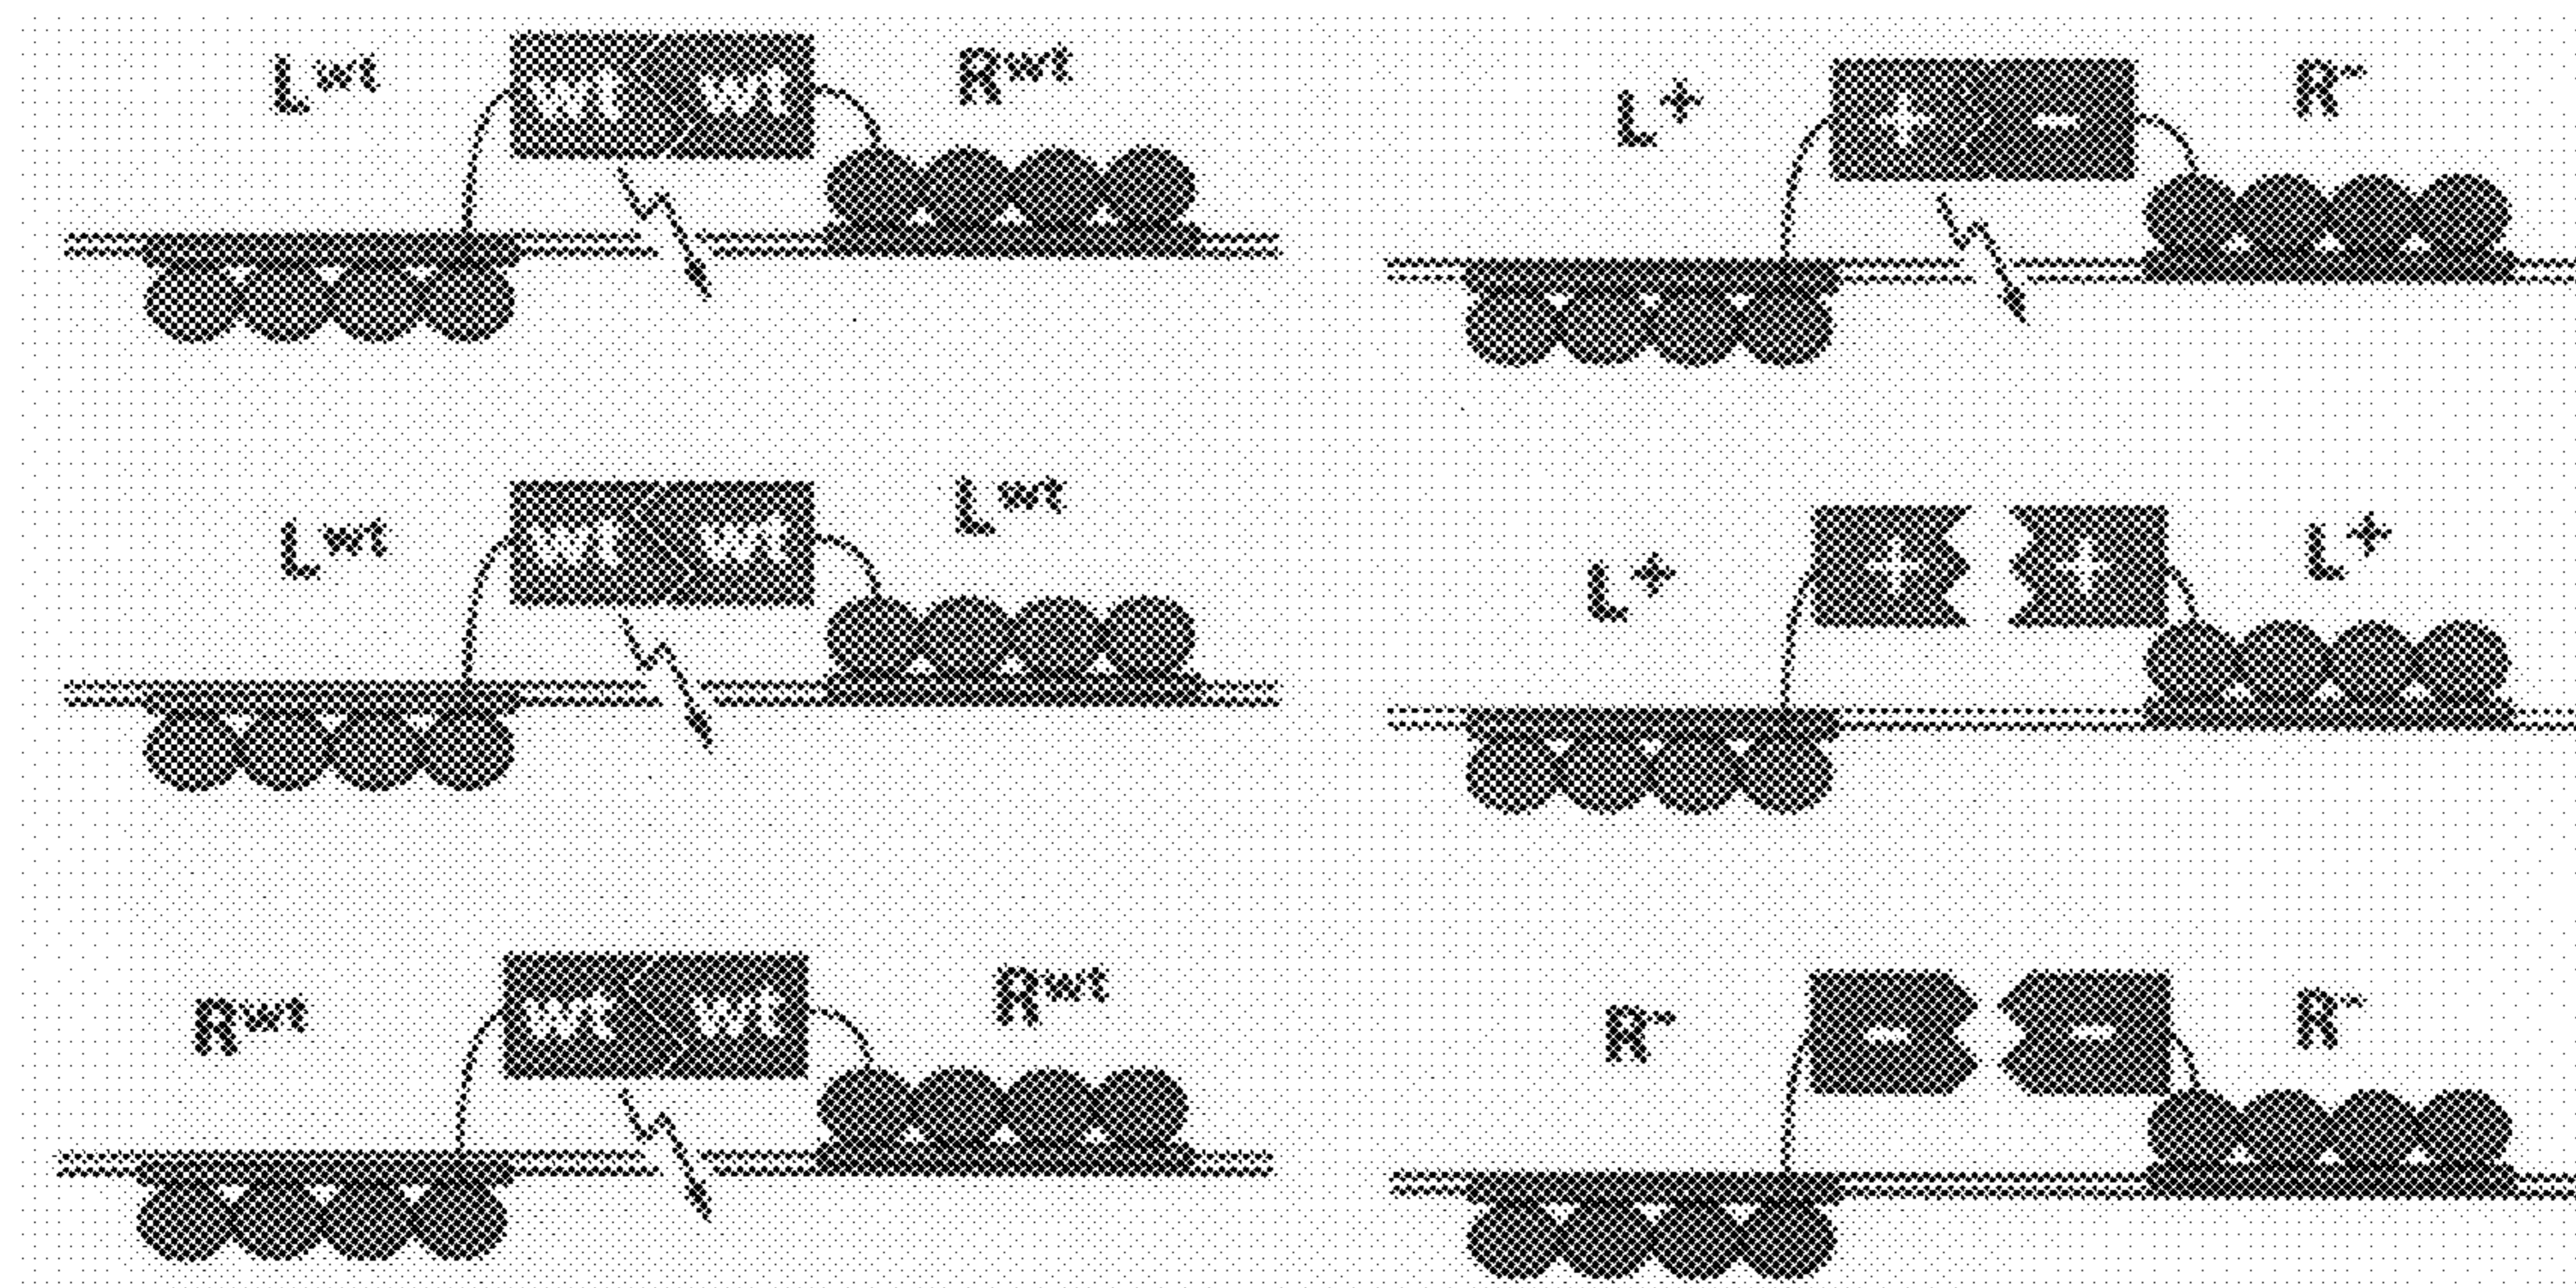 L^wt wt wt R^wt
L^+ + - R^-
L^wt wt wt L^wt
L^+ + + L^+
R^wt wt wt R^wt
R^- - - R^-